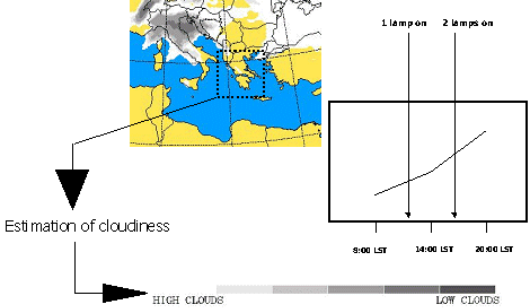 1 lamp on 2 lamps on
Estimation of cloudiness
8:00 LST 14:00 LST 20:00 LST
HIGH CLOUDS LOW CLOUDS